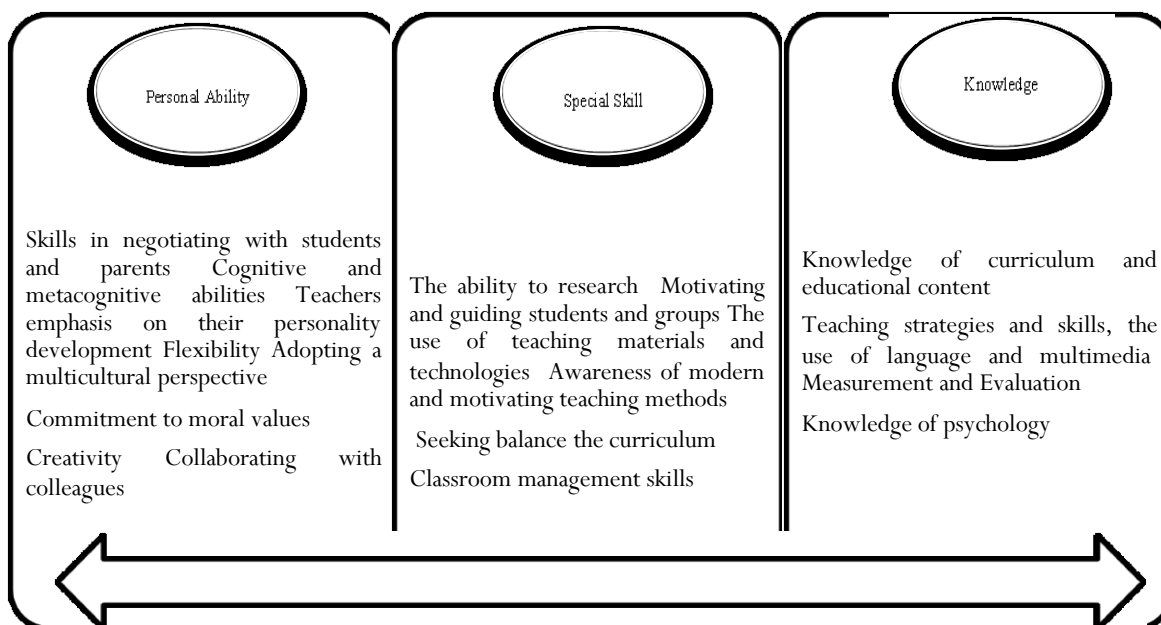 Personal Ability
Skills in negotiating with students
and parents Cognitive and
metacognitive abilities Teachers
emphasis on their personality
development Flexibility Adopting a
multicultural perspective
Commitment to moral values
Creativity Collaborating with
colleagues
Special Skill
The ability to research Motivating
and guiding students and groups The
use of teaching materials and
technologies Awareness of modern
and motivating teaching methods
Seeking balance the curriculum
Classroom management skills
Knowledge
Knowledge of curriculum and
educational content
Teaching strategies and skills, the
use of language and multimedia
Measurement and Evaluation
Knowledge of psychology